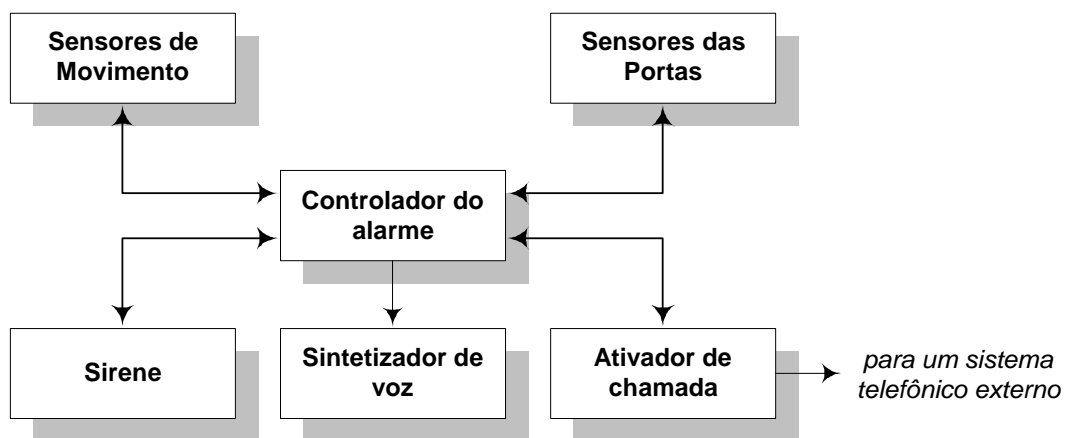 Sensores de
Movimento
Sensores das
Portas
Controlador do
alarme
Sirene
Sintetizador de
voz
Ativador de
chamada
para um sistema
telefônico externo